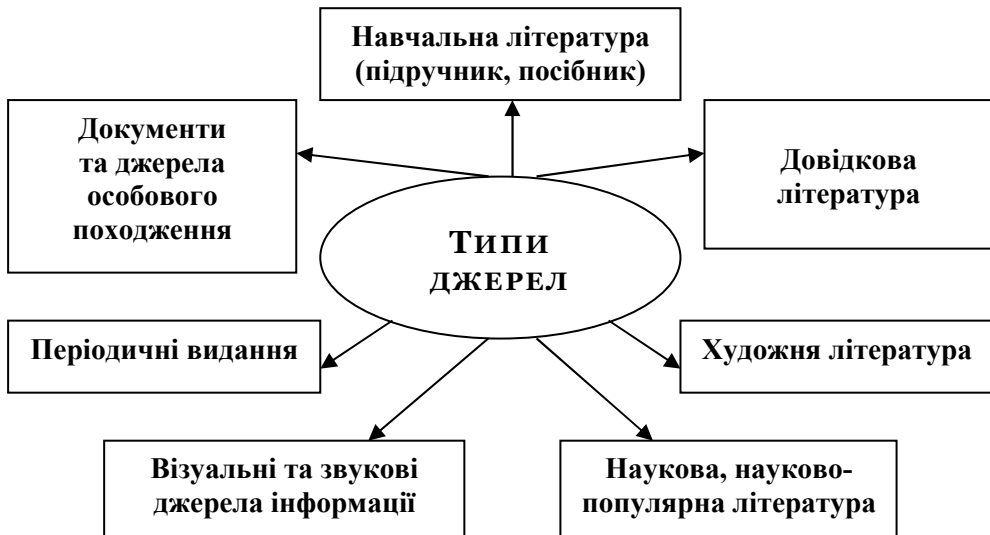 Навчальна література
(підручник, посібник)
Документи
та джерела
особового
походження
Довідкова
література
Типи
джерел
Періодичні видання
Художня література
Візуальні та звукові
джерела інформації
Наукова, науково-
популярна література